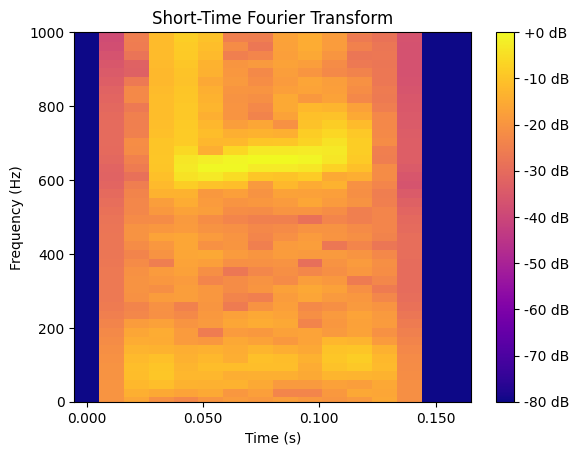 Short-Time Fourier Transform
1000
800
600
400
200
0
Frequency (Hz)
0.000
0.050
0.100
0.150
Time (s)
+0 dB
-10 dB
-20 dB
-30 dB
-40 dB
-50 dB
-60 dB
-70 dB
-80 dB